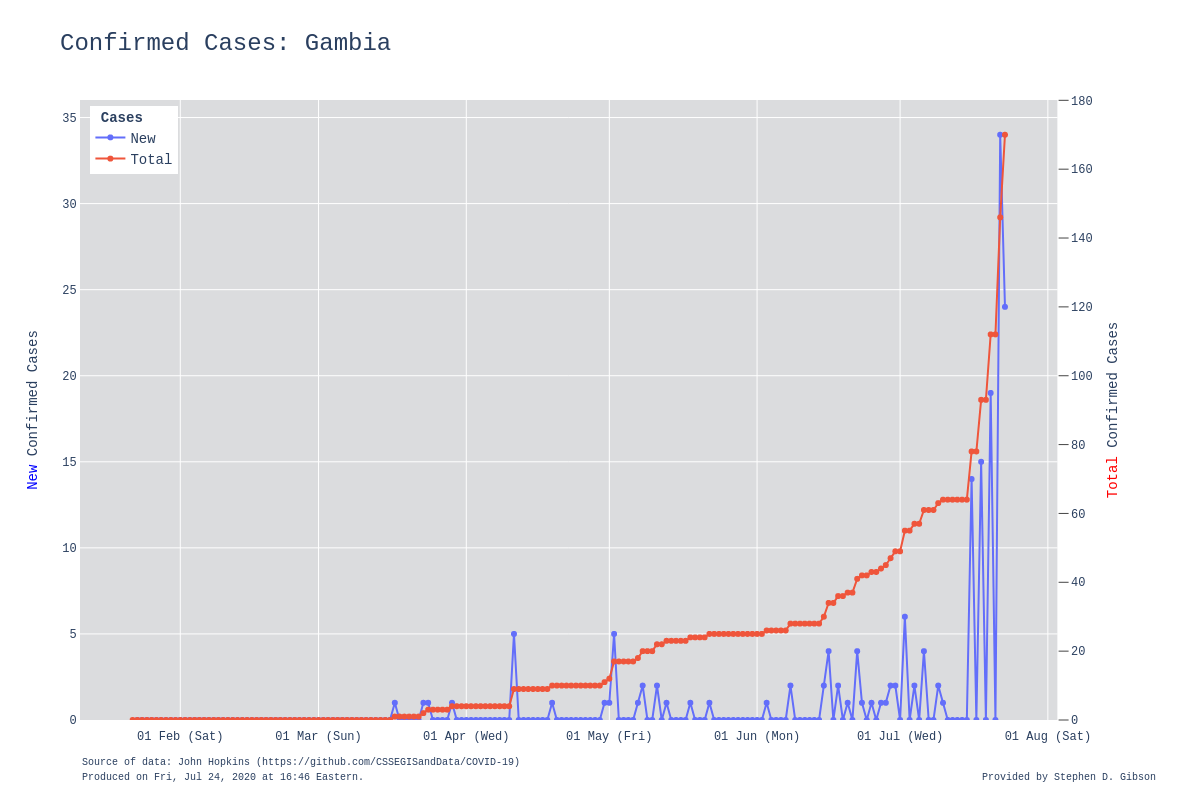 Confirmed Cases: Gambia
Cases
New
Total
35
30
25
20
15
10
5
0
180
160
140
120
100
80
60
40
20
0
New Confirmed Cases
Total Confirmed Cases
01 Feb (Sat)
01 Mar (Sun)
01 Apr (Wed)
01 May (Fri)
01 Jun (Mon)
01 Jul (Wed)
01 Aug (Sat)
Source of data: John Hopkins (https://github.com/CSSEGISandData/COVID-19)
Produced on Fri, Jul 24, 2020 at 16:46 Eastern.
Provided by Stephen D. Gibson